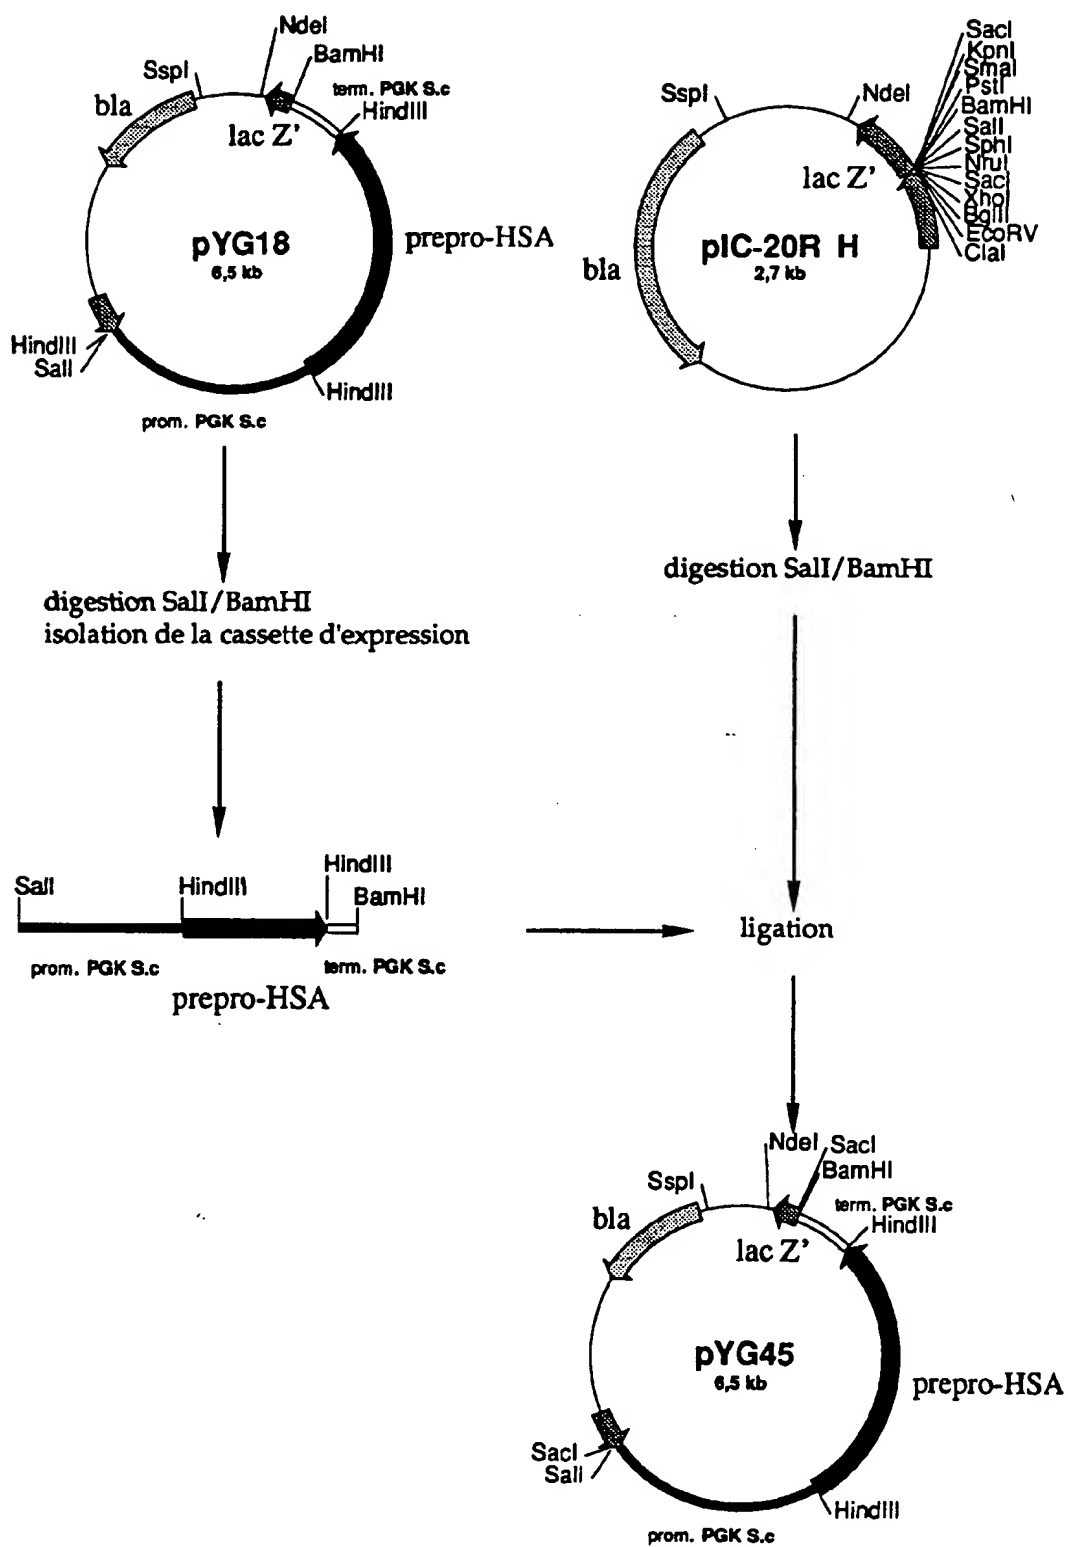 NdeI
BamHI
SspI
term. PGK S.c
bla
HindIII
lac Z'
pYG18
6,5 kb
prepro-HSA
HindIII
SalI
HindIII
prom. PGK S.c
SacI
KpnI
SmaI
PstI
BamHI
SalI
SphI
NruI
SacI
XhoI
BglII
EcoRV
ClaI
SspI
NdeI
lac Z'
pIC-20R H
2,7 kb
bla
digestion SalI/BamHI
isolation de la cassette d'expression
digestion SalI/BamHI
SalI
HindIII
HindIII
BamHI
prom. PGK S.c
term. PGK S.c
prepro-HSA
ligation
NdeI
SacI
BamHI
SspI
term. PGK S.c
bla
HindIII
lac Z'
pYG45
6,5 kb
prepro-HSA
SacI
SalI
HindIII
prom. PGK S.c